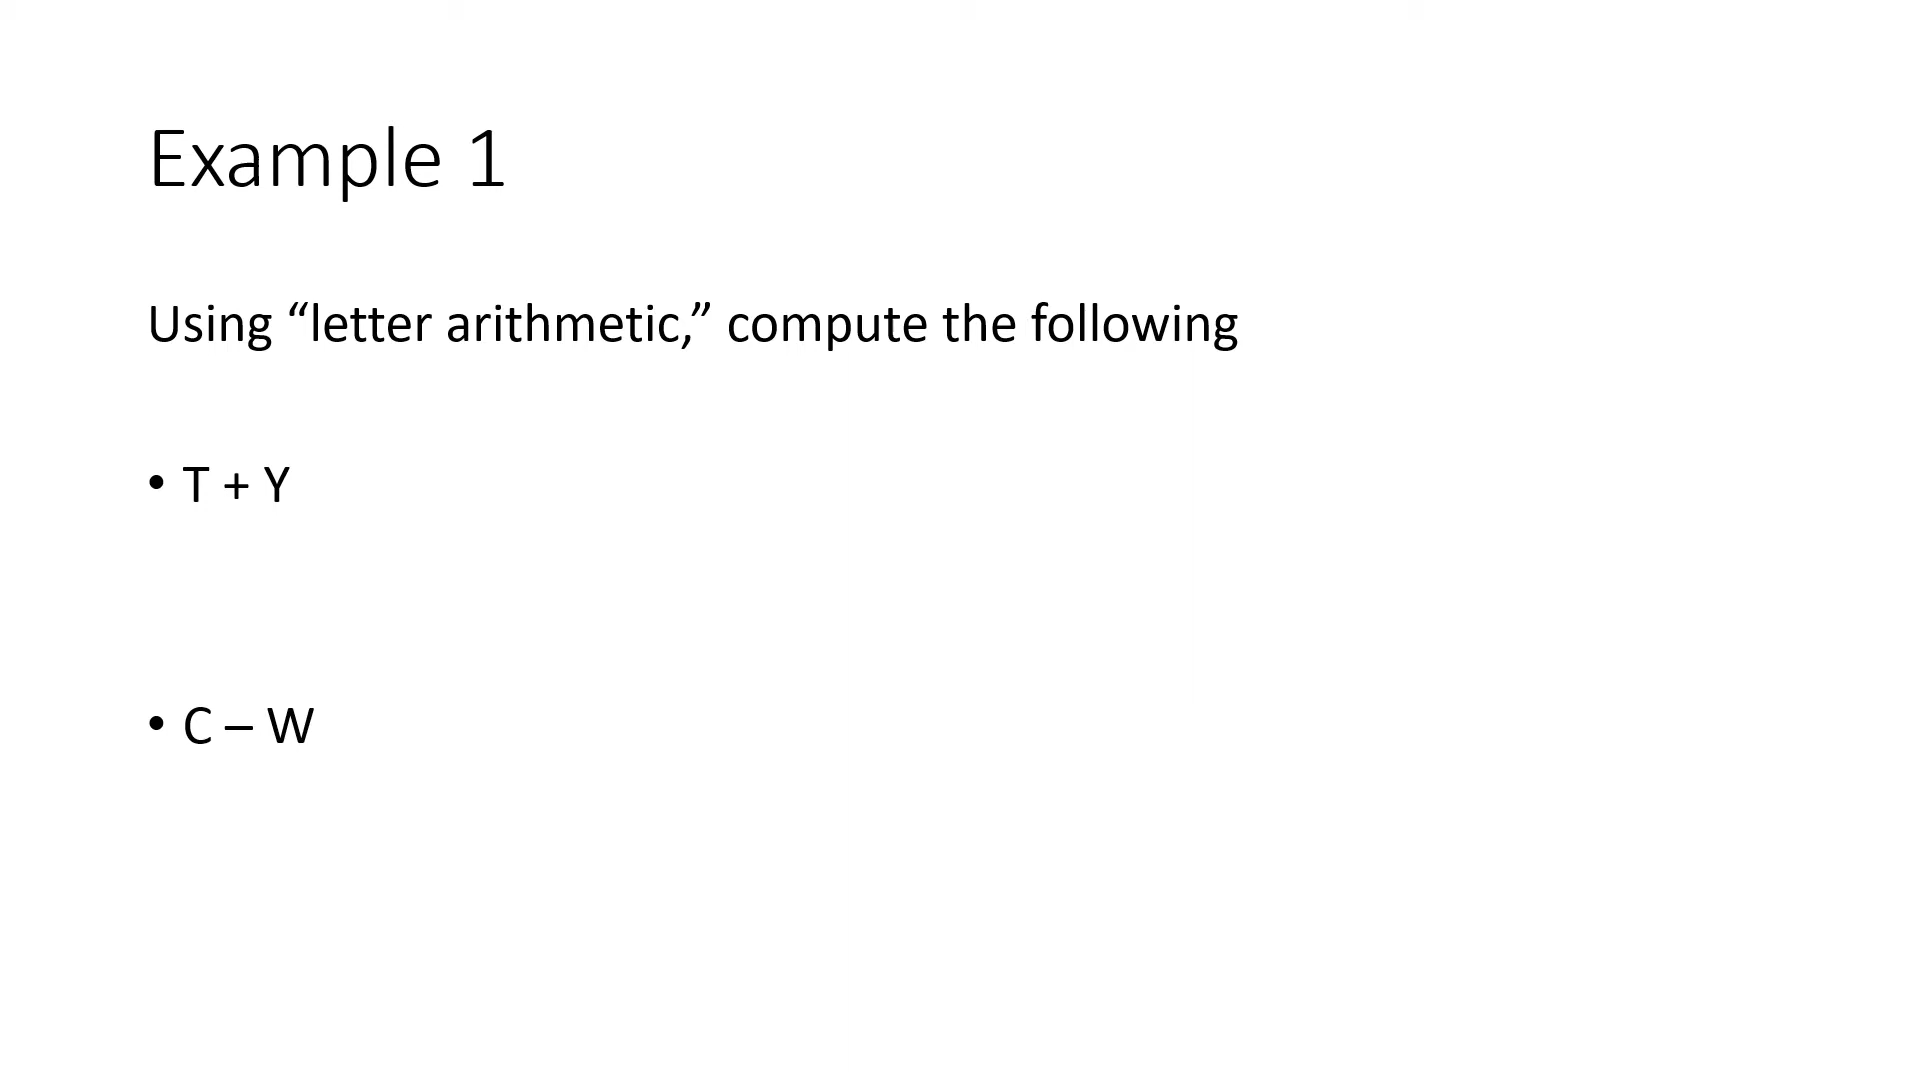 Example 1
Using “letter arithmetic,” compute the following
• T + Y
• C – W